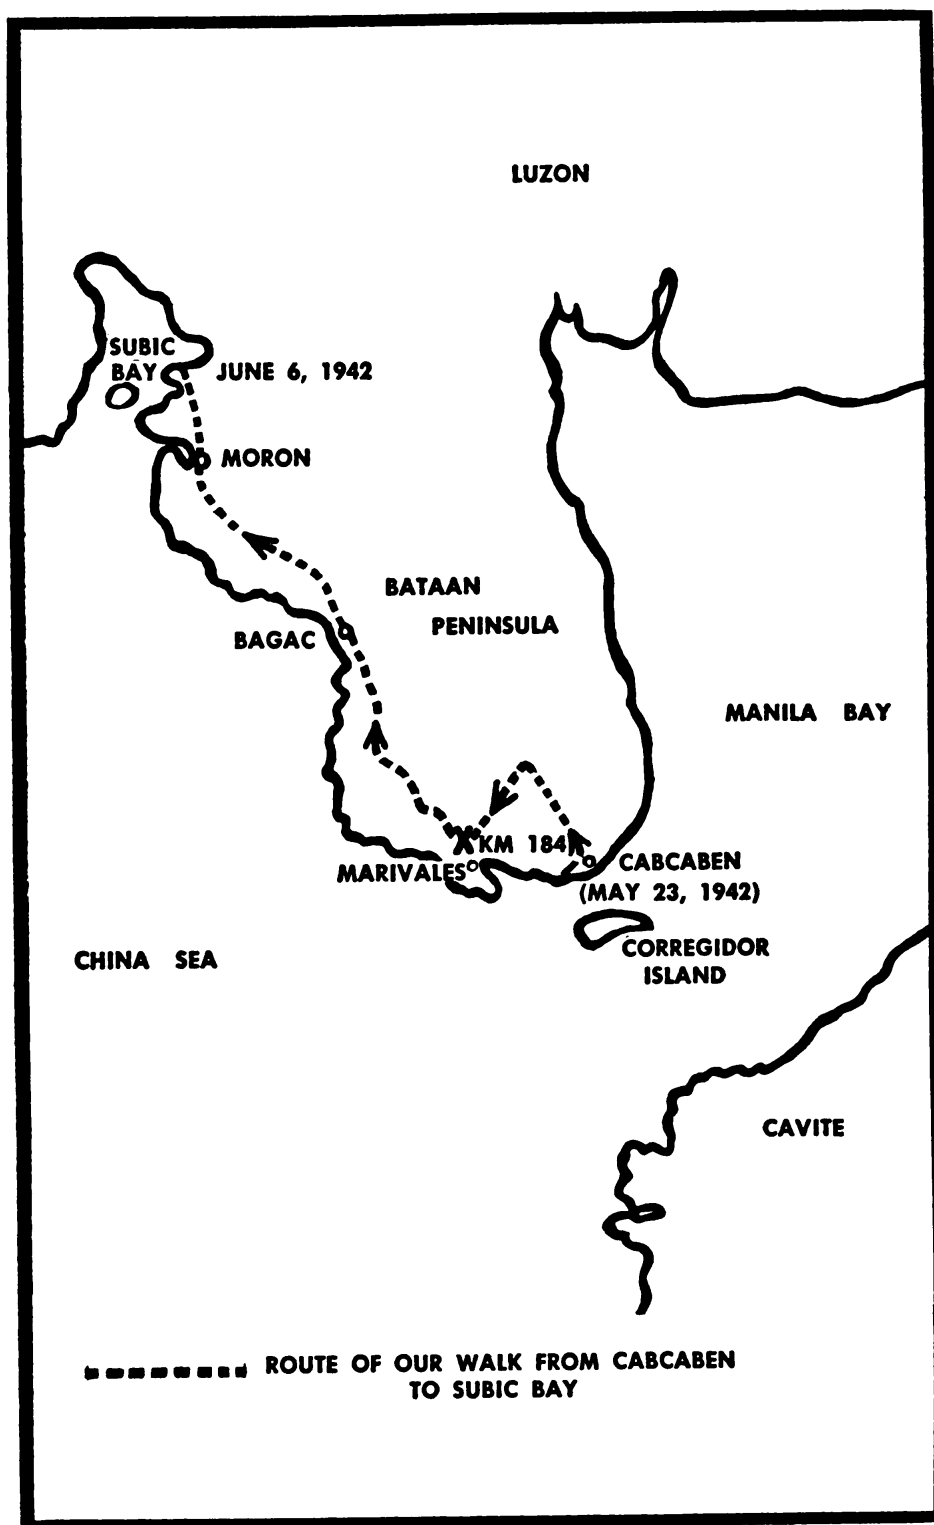 LUZON
SUBIC
BAY
JUNE 6, 1942
MORON
BATAAN
PENINSULA
BAGAC
MANILA BAY
KM 184
MARIVALES
CABCABEN
(MAY 23, 1942)
CORREGIDOR
ISLAND
CHINA SEA
CAVITE
ROUTE OF OUR WALK FROM CABCABEN
TO SUBIC BAY